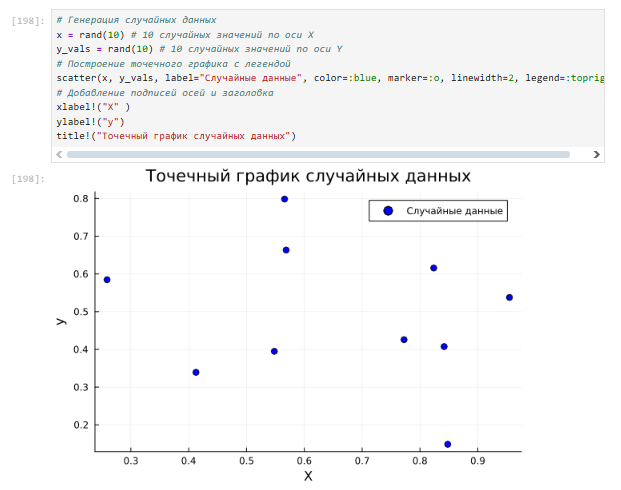 [198]:
# Генерация случайных данных
x = rand(10) # 10 случайных значений по оси X
y_vals = rand(10) # 10 случайных значений по оси Y
# Построение точечного графика с легендой
scatter(x, y_vals, label="Случайные данные", color=:blue, marker=:o, linewidth=2, legend=:toprig
# Добавление подписей осей и заголовка
xlabel!("X" )
ylabel!("y")
title!("Точечный график случайных данных")
[198]:
Точечный график случайных данных
Случайные данные
0.8
0.7
0.6
0.5
0.4
0.3
0.2
y
0.3 0.4 0.5 0.6 0.7 0.8 0.9
X